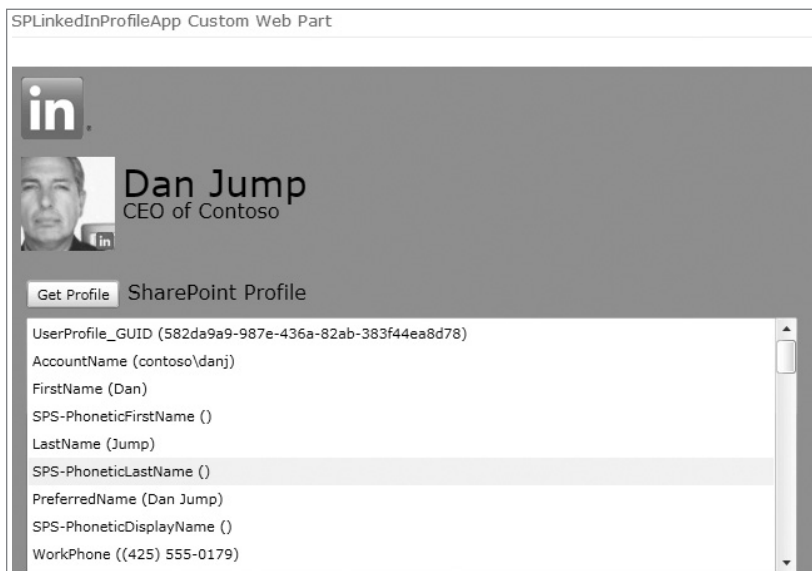 SPLinkedInProfileApp Custom Web Part
in
Dan Jump
CEO of Contoso
in
Get Profile SharePoint Profile
UserProfile_GUID (582da9a9-987e-436a-82ab-383f44ea8d78)
AccountName (contoso\danj)
FirstName (Dan)
SPS-PhoneticFirstName ()
LastName (Jump)
SPS-PhoneticLastName ()
PreferredName (Dan Jump)
SPS-PhoneticDisplayName ()
WorkPhone ((425) 555-0179)